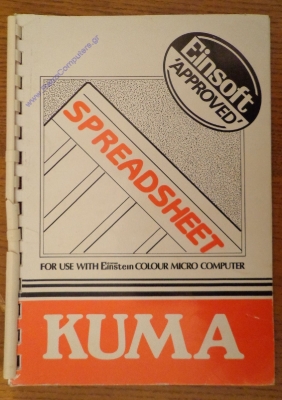 Einsoft
'APPROVED'
SPREADSHEET
FOR USE WITH Einstein COLOUR MICRO COMPUTER
KUMA